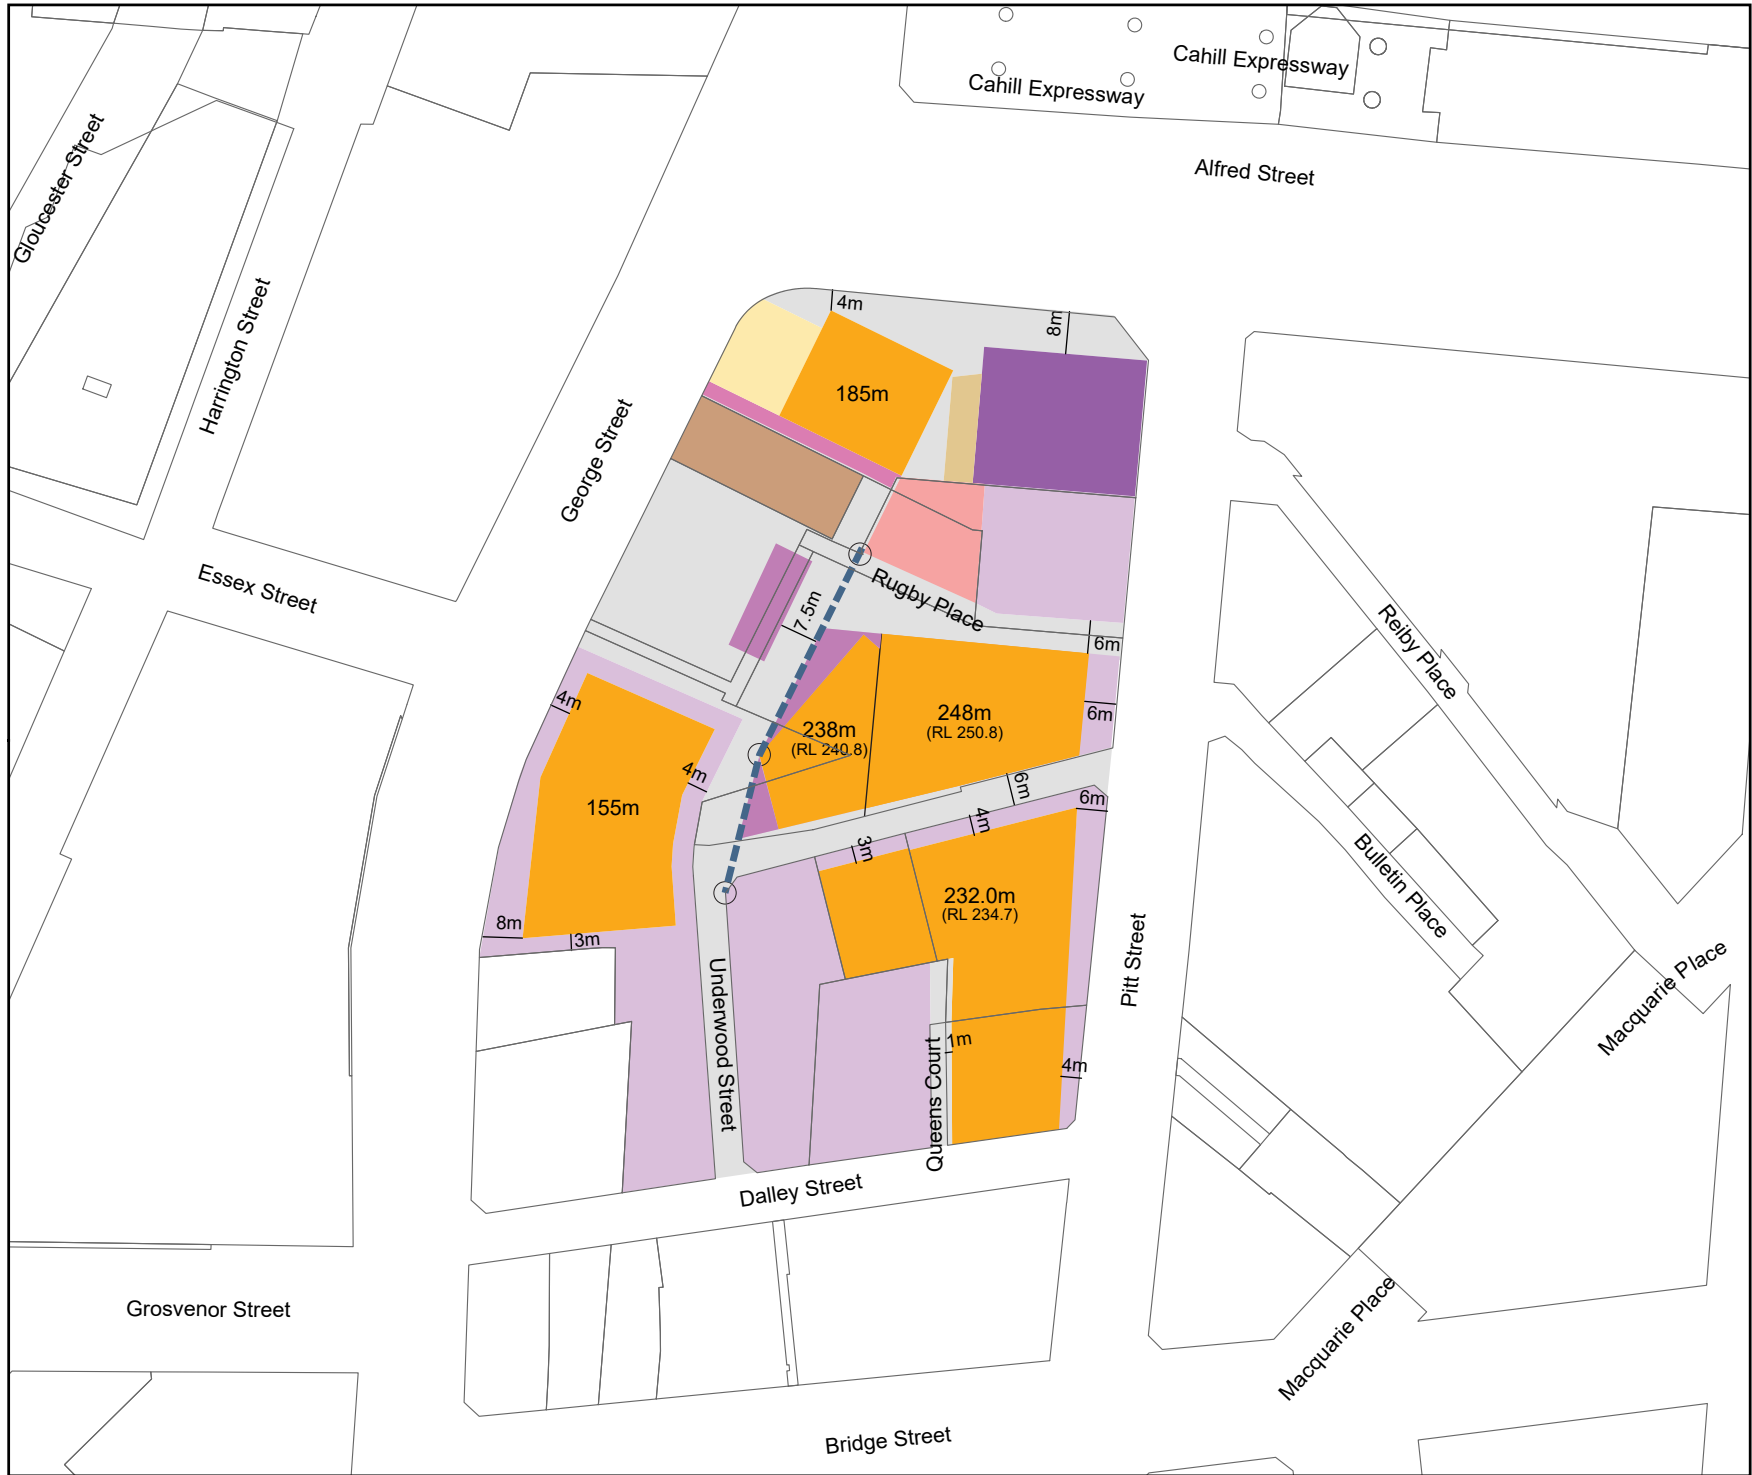 Cahill Expressway
Cahill Expressway
Alfred Street
Gloucester Street
Harrington Street
George Street
Essex Street
4m
8m
185m
Rugby Place
7.5m
6m
Reiby Place
4m
238m
(RL 240.8)
248m
(RL 250.8)
6m
4m
155m
6m
6m
4m
3m
Bulletin Place
232.0m
(RL 234.7)
8m
3m
Pitt Street
Macquarie Place
Underwood Street
Queens Court
1m
4m
Dalley Street
Grosvenor Street
Macquarie Place
Bridge Street